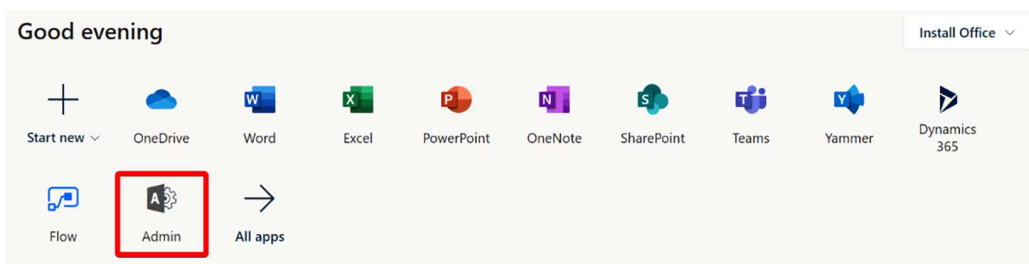 Good evening
Install Office
Start new
OneDrive
W
Word
X
Excel
P
PowerPoint
N
OneNote
S
SharePoint
T
Teams
Y
Yammer
Dynamics
365
Flow
A
Admin
All apps